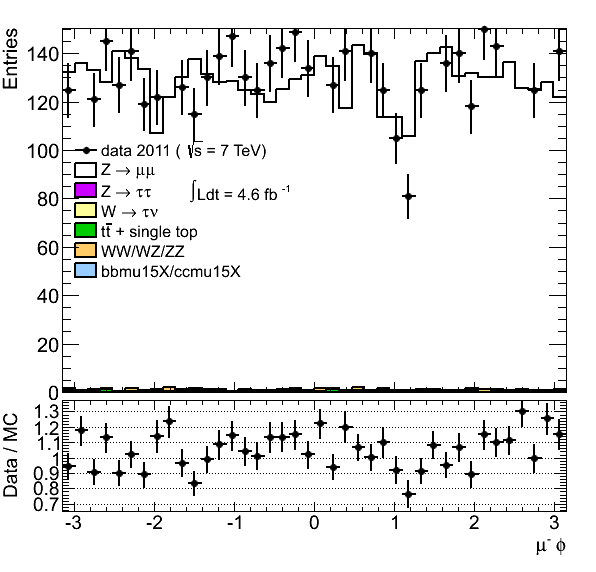 Entries
140
120
100
80
60
40
20
0
data 2011 ( √s = 7 TeV)
Z → μμ
Z → ττ
∫Ldt = 4.6 fb⁻¹
W → τν
tt̄ + single top
WW/WZ/ZZ
bbmu15X/ccmu15X
Data / MC
1.3
1.2
1.1
1
0.9
0.8
0.7
-3 -2 -1 0 1 2 3
μ⁻ ϕ